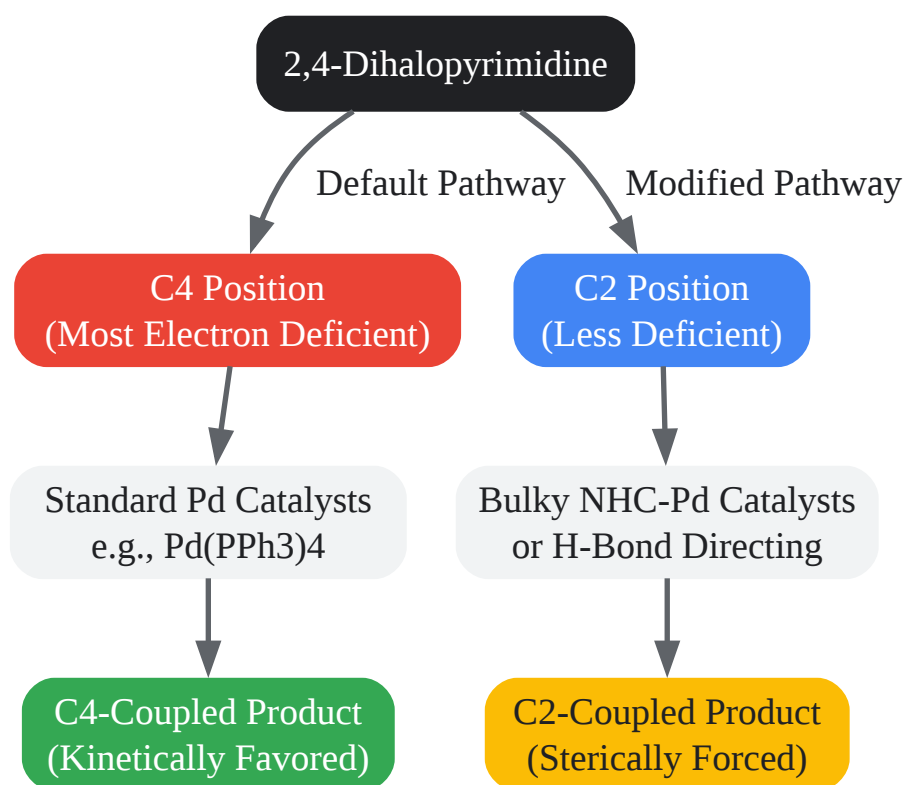 2,4-Dihalopyrimidine
Default Pathway
Modified Pathway
C4 Position
(Most Electron Deficient)
C2 Position
(Less Deficient)
Standard Pd Catalysts
e.g., Pd(PPh3)4
Bulky NHC-Pd Catalysts
or H-Bond Directing
C4-Coupled Product
(Kinetically Favored)
C2-Coupled Product
(Sterically Forced)